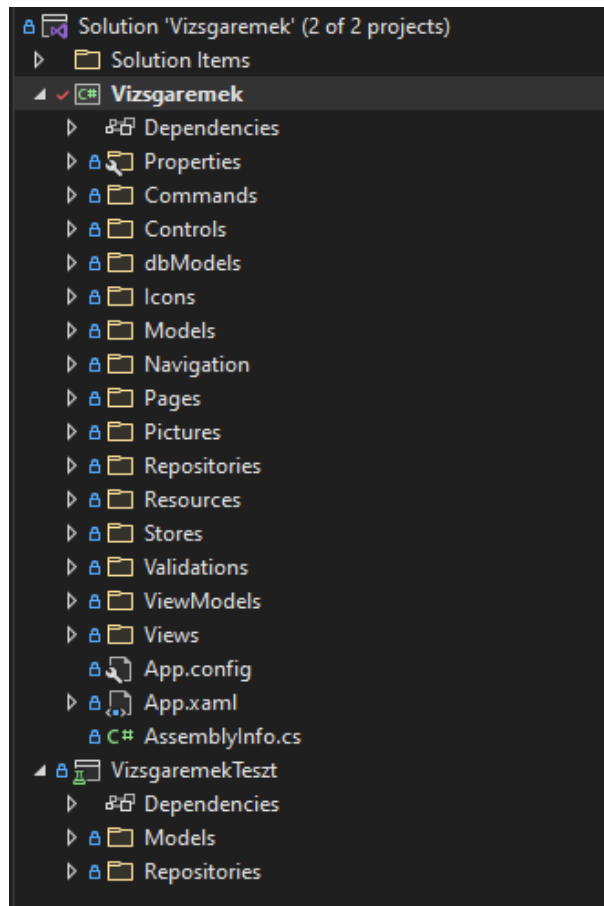 Solution 'Vizsgaremek' (2 of 2 projects)
Solution Items
C# Vizsgaremek
Dependencies
Properties
Commands
Controls
dbModels
Icons
Models
Navigation
Pages
Pictures
Repositories
Resources
Stores
Validations
ViewModels
Views
App.config
App.xaml
C# AssemblyInfo.cs
VizsgaremekTeszt
Dependencies
Models
Repositories